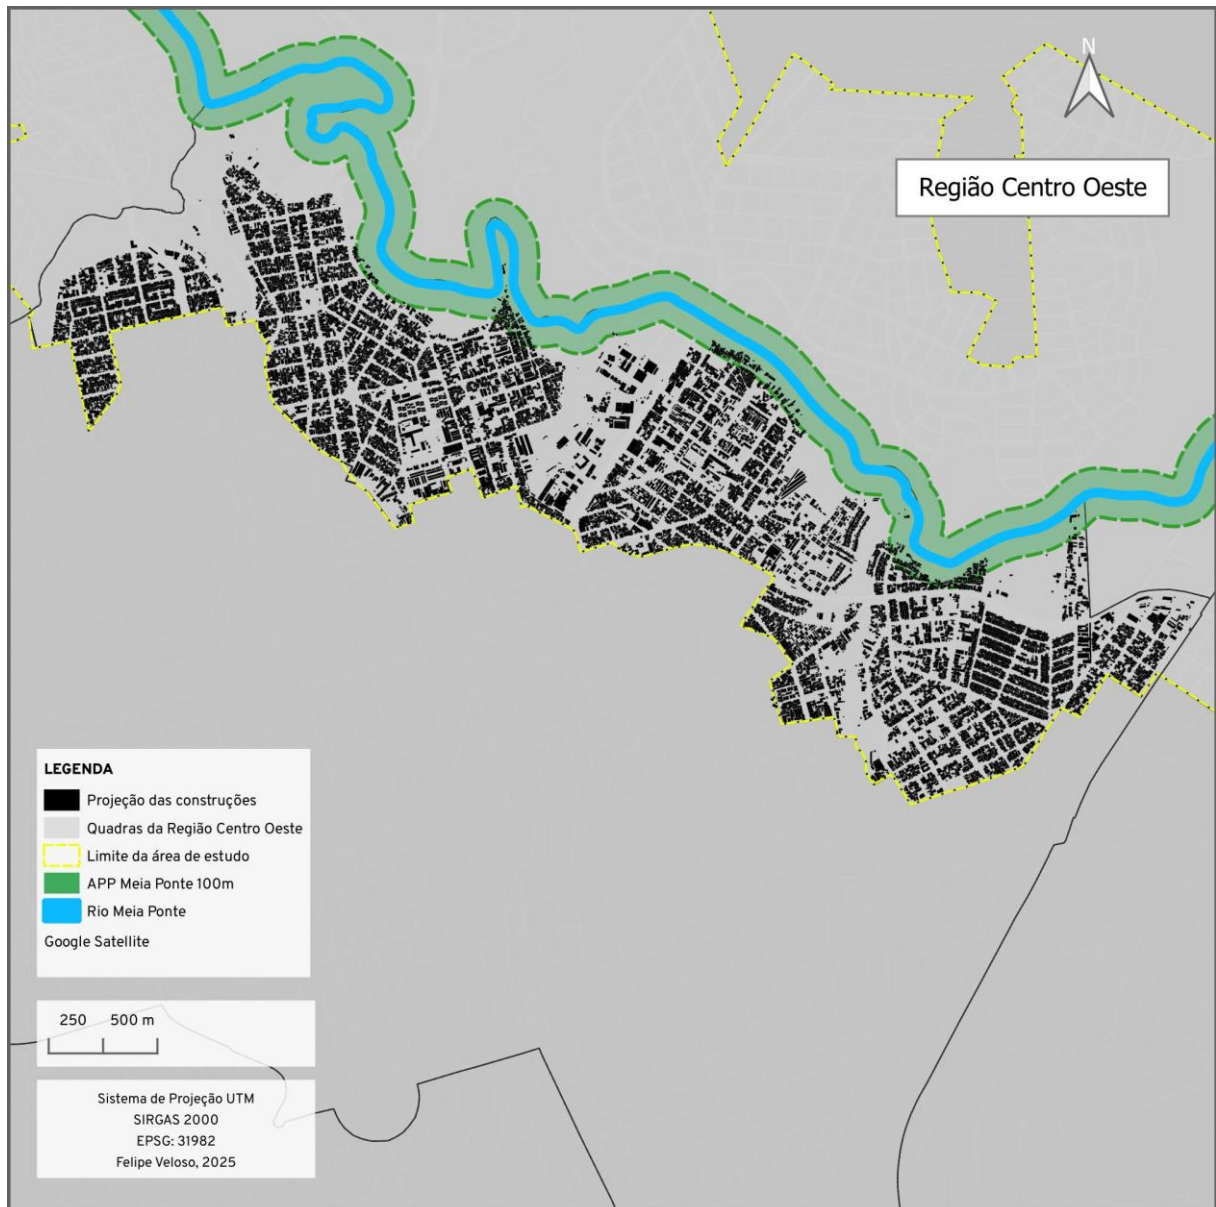 N
Região Centro Oeste
LEGENDA
Projeção das construções
Quadras da Região Centro Oeste
Limite da área de estudo
APP Meia Ponte 100m
Rio Meia Ponte
Google Satellite
250 500 m
Sistema de Projeção UTM
SIRGAS 2000
EPSG: 31982
Felipe Veloso, 2025